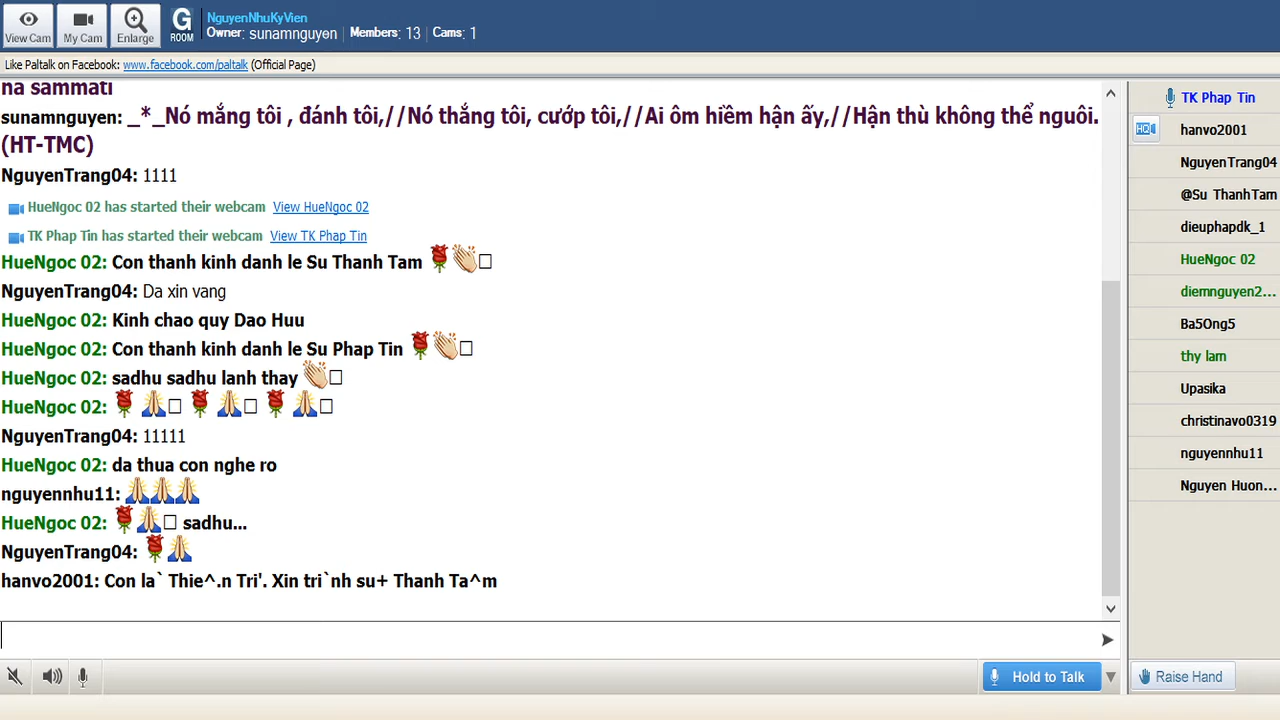 View Cam
My Cam
Enlarge
G
ROOM
NguyenNhuKyVien
Owner: sunamnguyen | Members: 13 | Cams: 1
Like Paltalk on Facebook: www.facebook.com/paltalk (Official Page)
na sammati
sunamnguyen: _*_Nó mắng tôi , đánh tôi,//Nó thắng tôi, cướp tôi,//Ai ôm hiềm hận ấy,//Hận thù không thể nguôi.
(HT-TMC)
NguyenTrang04: 1111
HueNgoc 02 has started their webcam View HueNgoc 02
TK Phap Tin has started their webcam View TK Phap Tin
HueNgoc 02: Con thanh kinh danh le Su Thanh Tam 🌹👏□
NguyenTrang04: Da xin vang
HueNgoc 02: Kinh chao quy Dao Huu
HueNgoc 02: Con thanh kinh danh le Su Phap Tin 🌹👏□
HueNgoc 02: sadhu sadhu lanh thay 👏□
HueNgoc 02: 🌹🙏□ 🌹🙏□ 🌹🙏□
NguyenTrang04: 11111
HueNgoc 02: da thua con nghe ro
nguyennhu11: 🙏🙏🙏
HueNgoc 02: 🌹🙏□ sadhu...
NguyenTrang04: 🌹🙏
hanvo2001: Con la` Thie^.n Tri'. Xin tri`nh su+ Thanh Ta^m
Hold to Talk
TK Phap Tin
HQ
hanvo2001
NguyenTrang04
@Su ThanhTam
dieuphapdk_1
HueNgoc 02
diemnguyen2...
Ba5Ong5
thy lam
Upasika
christinavo0319
nguyennhu11
Nguyen Huon...
Raise Hand